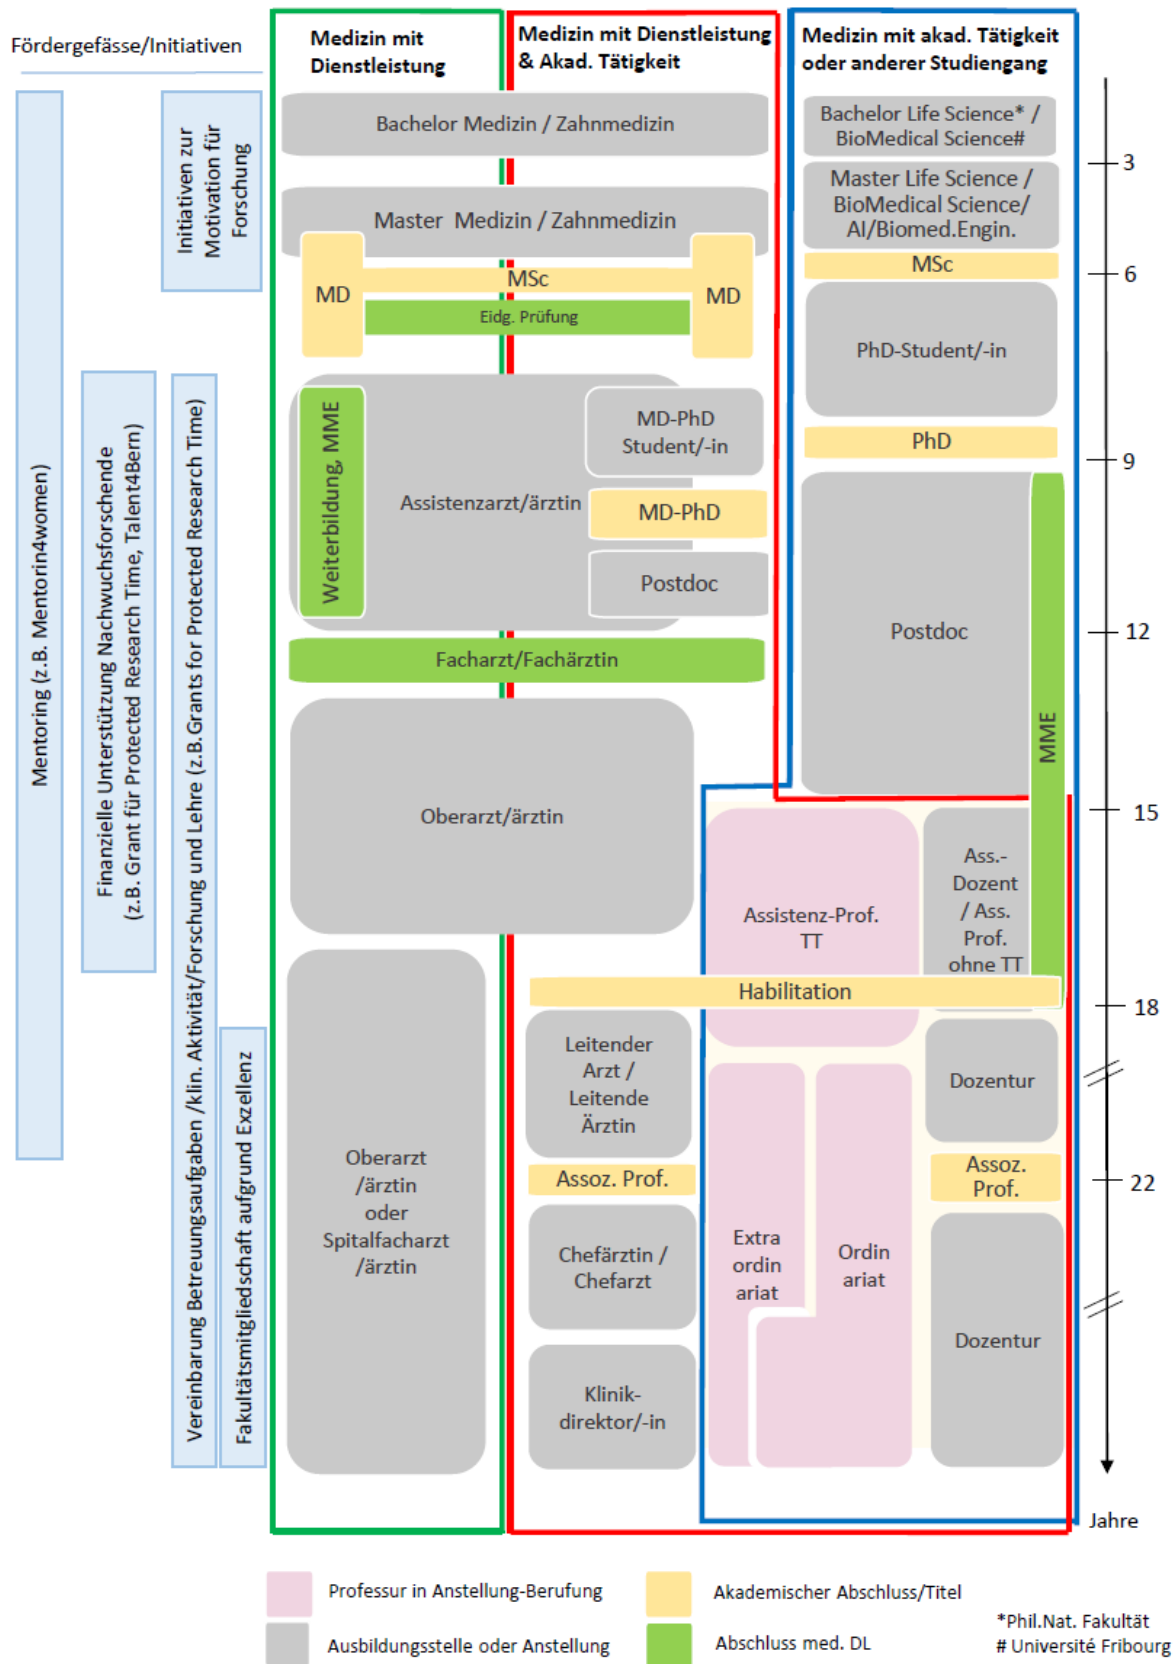 Fördergefässe/Initiativen
Medizin mit
Dienstleistung
Medizin mit Dienstleistung
& Akad. Tätigkeit
Medizin mit akad. Tätigkeit
oder anderer Studiengang
Mentoring (z.B. Mentorin4women)
Initiativen zur
Motivation für
Forschung
Finanzielle Unterstützung Nachwuchsforschende
(z.B. Grant für Protected Research Time, Talent4Bern)
Vereinbarung Betreuungsaufgaben /klin. Aktivität/Forschung und Lehre (z.B.Grants for Protected Research Time)
Fakultätsmitgliedschaft aufgrund Exzellenz
Bachelor Medizin / Zahnmedizin
Master Medizin / Zahnmedizin
MD
MSc
MD
Eidg. Prüfung
Weiterbildung, MME
Assistenzarzt/ärztin
MD-PhD
Student/-in
MD-PhD
Postdoc
Facharzt/Fachärztin
Oberarzt/ärztin
Oberarzt
/ärztin
oder
Spitalfacharzt
/ärztin
Leitender
Arzt /
Leitende
Ärztin
Assoz. Prof.
Chefärztin /
Chefarzt
Klinik-
direktor/-in
Bachelor Life Science* /
BioMedical Science#
Master Life Science /
BioMedical Science/
AI/Biomed.Engin.
MSc
PhD-Student/-in
PhD
Postdoc
MME
Assistenz-Prof.
TT
Ass.-
Dozent
/ Ass.
Prof.
ohne TT
Habilitation
Extra
ordin
ariat
Ordin
ariat
Dozentur
Assoz.
Prof.
Dozentur
3
6
9
12
15
18
22
Jahre
Professur in Anstellung-Berufung
Akademischer Abschluss/Titel
Ausbildungsstelle oder Anstellung
Abschluss med. DL
*Phil.Nat. Fakultät
# Université Fribourg